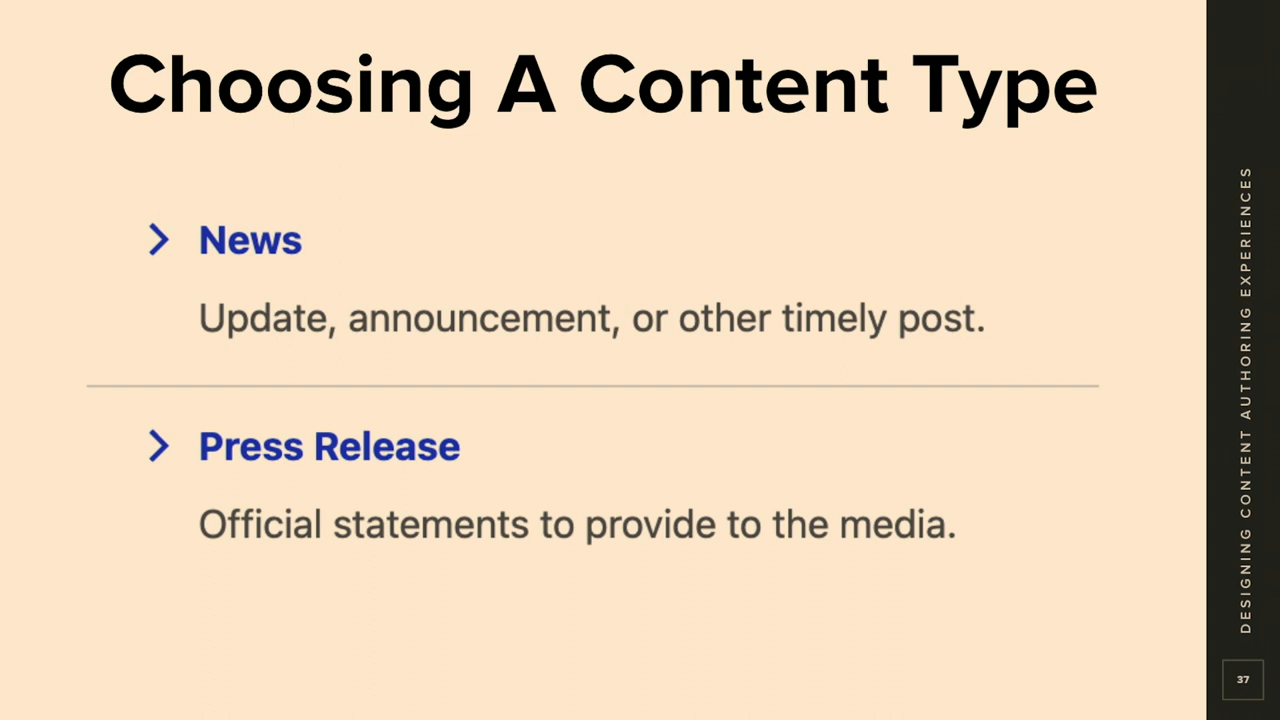 Choosing A Content Type
News
Update, announcement, or other timely post.
Press Release
Official statements to provide to the media.
DESIGNING CONTENT AUTHORING EXPERIENCES
37